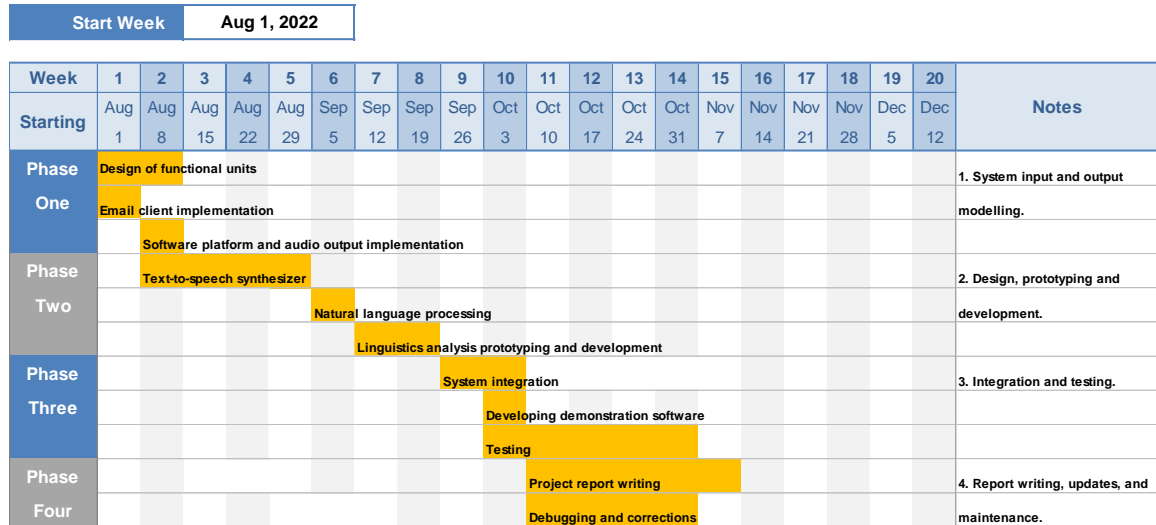 Start Week Aug 1, 2022
Week 1 2 3 4 5 6 7 8 9 10 11 12 13 14 15 16 17 18 19 20 Notes
Starting Aug 1 Aug 8 Aug 15 Aug 22 Aug 29 Sep 5 Sep 12 Sep 19 Sep 26 Oct 3 Oct 10 Oct 17 Oct 24 Oct 31 Nov 7 Nov 14 Nov 21 Nov 28 Dec 5 Dec 12
Phase One
Design of functional units
1. System input and output modelling.
Email client implementation
Software platform and audio output implementation
Phase Two
Text-to-speech synthesizer
2. Design, prototyping and development.
Natural language processing
Linguistics analysis prototyping and development
Phase Three
System integration
3. Integration and testing.
Developing demonstration software
Testing
Phase Four
Project report writing
4. Report writing, updates, and maintenance.
Debugging and corrections